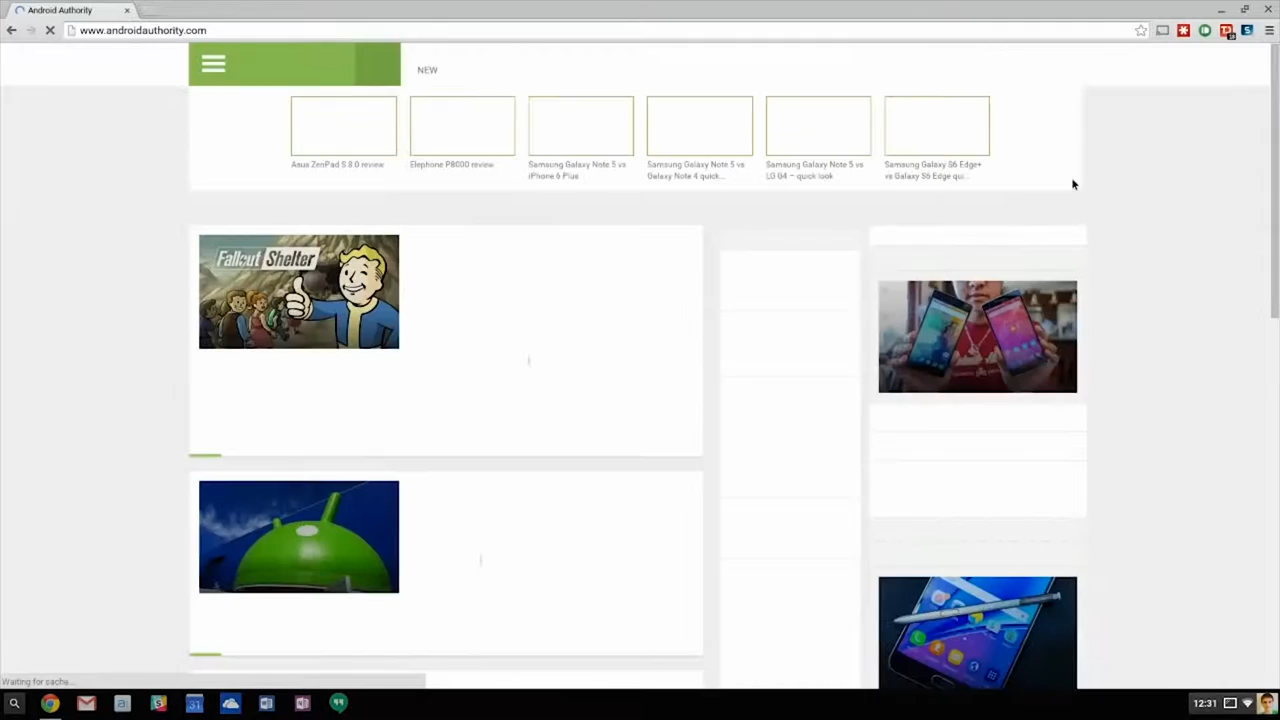 Android Authority
www.androidauthority.com
NEW
Asus ZenPad S 8.0 review
Elephone P8000 review
Samsung Galaxy Note 5 vs
iPhone 6 Plus
Samsung Galaxy Note 5 vs
Galaxy Note 4 quick...
Samsung Galaxy Note 5 vs
LG G4 – quick look
Samsung Galaxy S6 Edge+
vs Galaxy S6 Edge qui...
Fallout Shelter
Waiting for cache...
31
12:31